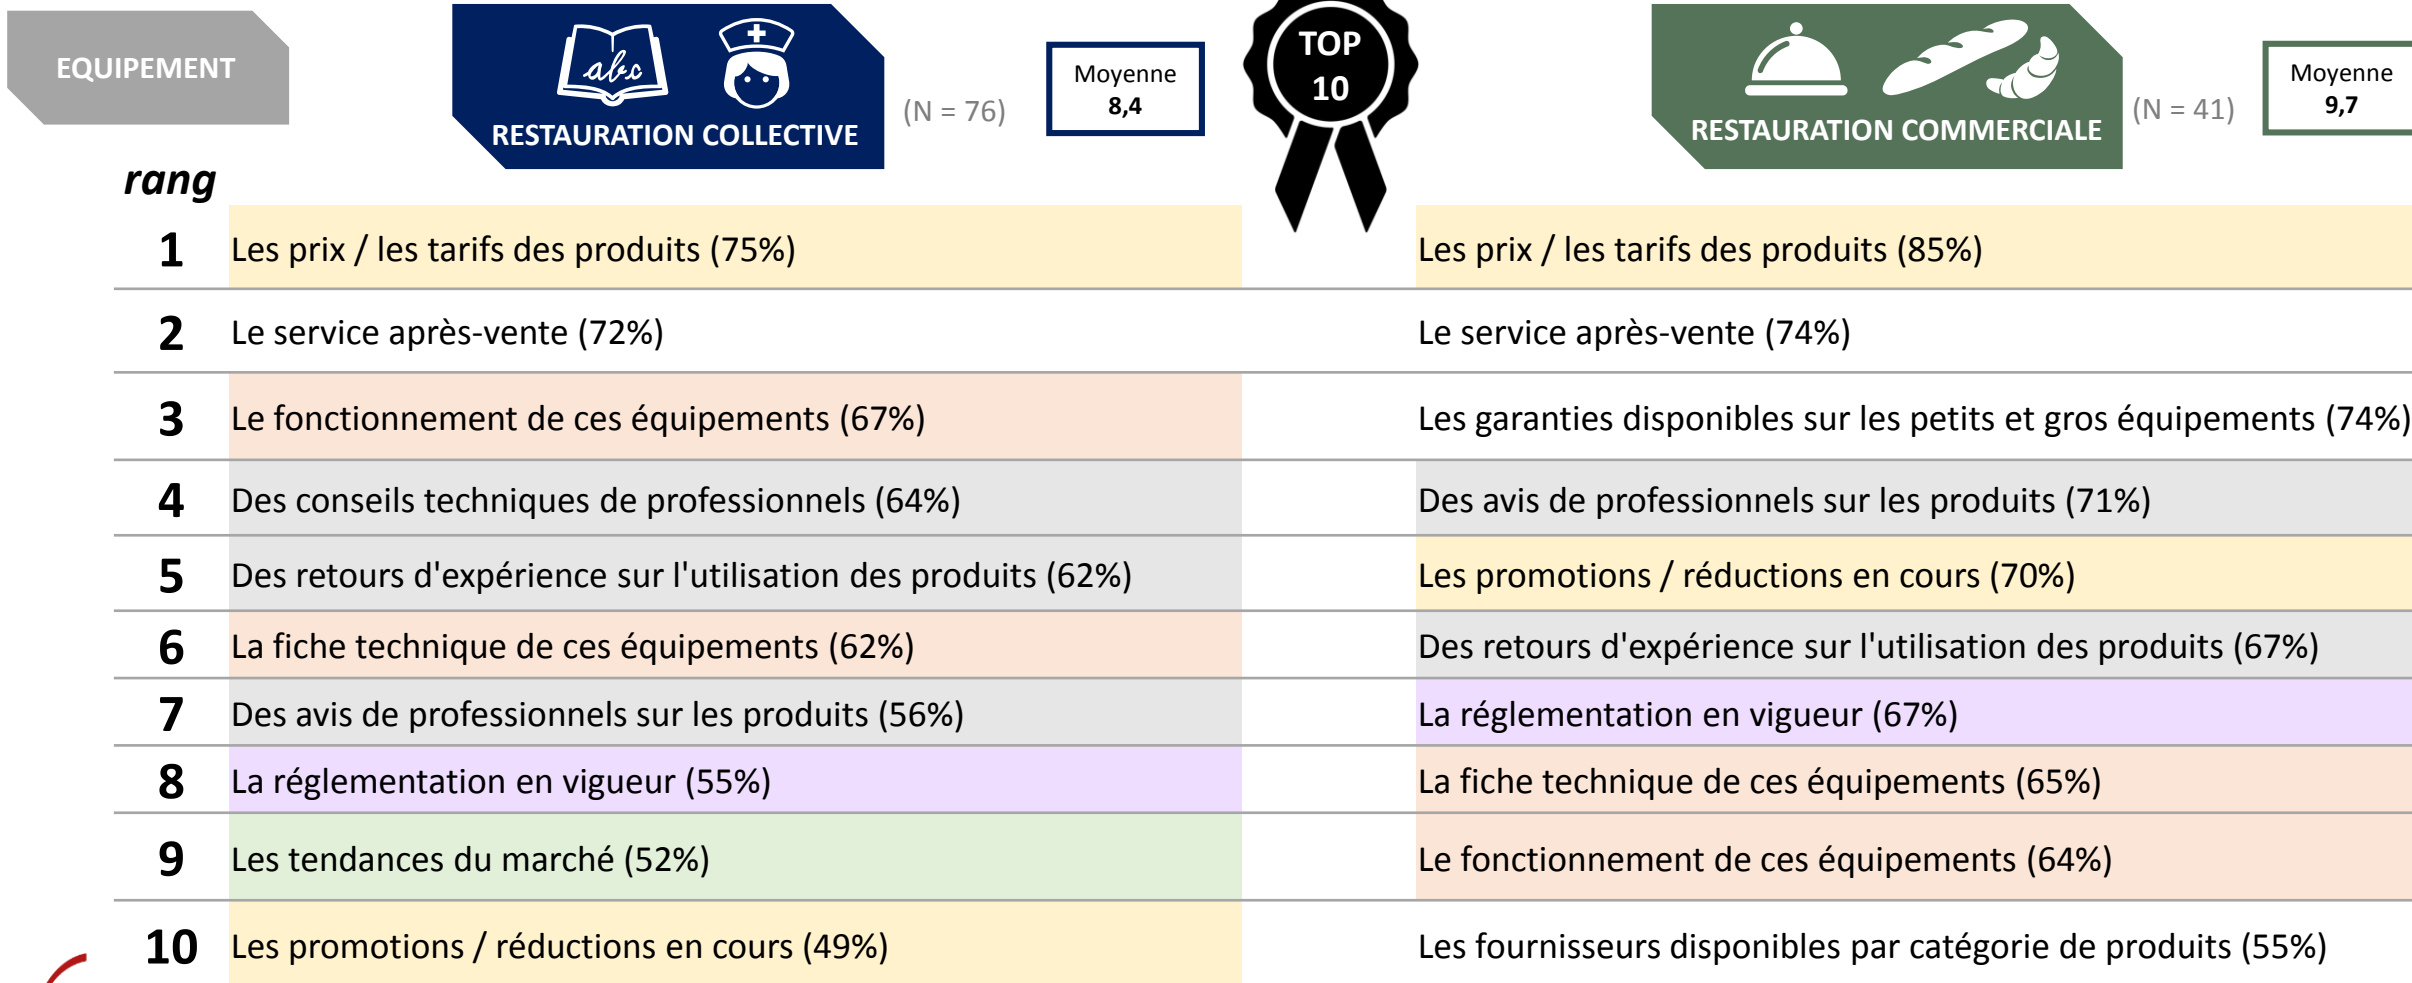 EQUIPEMENT
abc
RESTAURATION COLLECTIVE
(N = 76)
Moyenne
8,4
TOP
10
RESTAURATION COMMERCIALE
(N = 41)
Moyenne
9,7
rang
1 Les prix / les tarifs des produits (75%) Les prix / les tarifs des produits (85%)
2 Le service après-vente (72%) Le service après-vente (74%)
3 Le fonctionnement de ces équipements (67%) Les garanties disponibles sur les petits et gros équipements (74%)
4 Des conseils techniques de professionnels (64%) Des avis de professionnels sur les produits (71%)
5 Des retours d'expérience sur l'utilisation des produits (62%) Les promotions / réductions en cours (70%)
6 La fiche technique de ces équipements (62%) Des retours d'expérience sur l'utilisation des produits (67%)
7 Des avis de professionnels sur les produits (56%) La réglementation en vigueur (67%)
8 La réglementation en vigueur (55%) La fiche technique de ces équipements (65%)
9 Les tendances du marché (52%) Le fonctionnement de ces équipements (64%)
10 Les promotions / réductions en cours (49%) Les fournisseurs disponibles par catégorie de produits (55%)